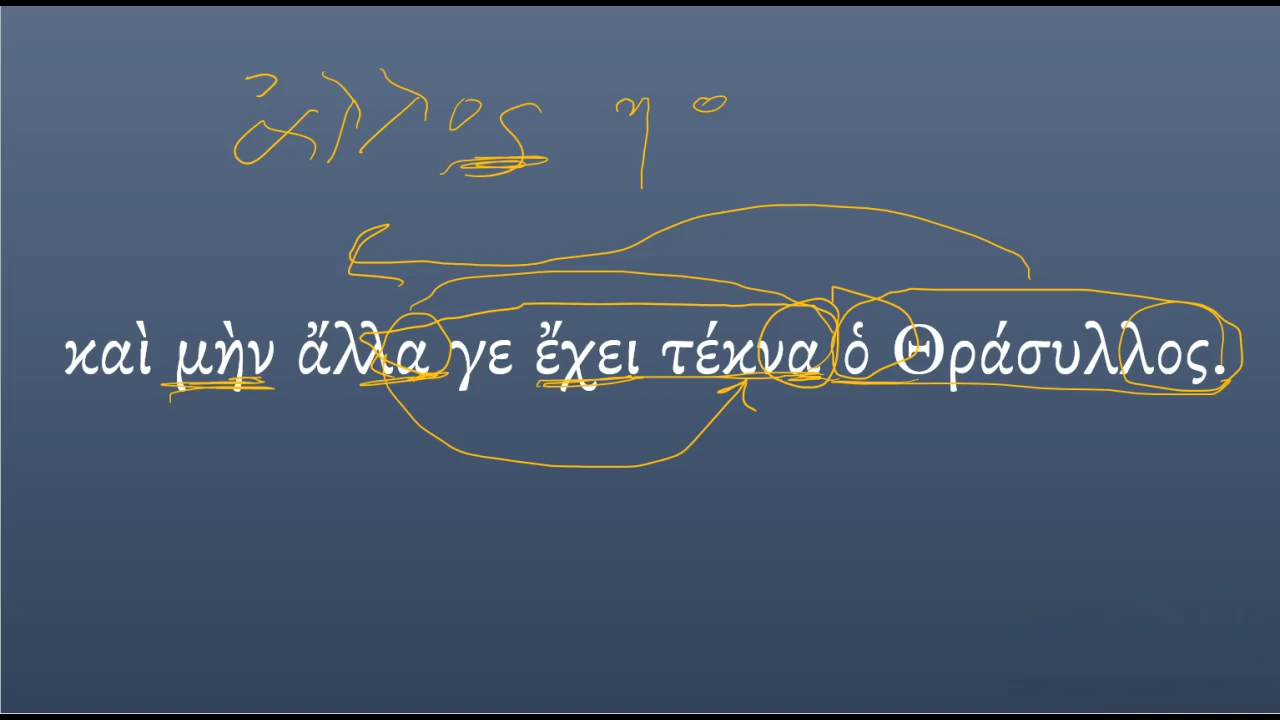 ἄλλος η ο
καὶ μὴν ἄλλα γε ἔχει τέκνα ὁ Θράσυλλος.